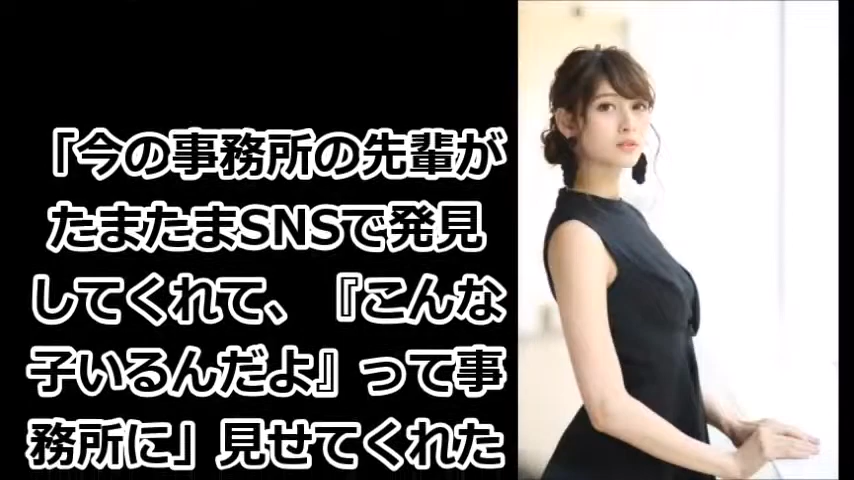 「今の事務所の先輩が
たまたまSNSで発見
してくれて、『こんな
子いるんだよ』って事
務所に」見せてくれた